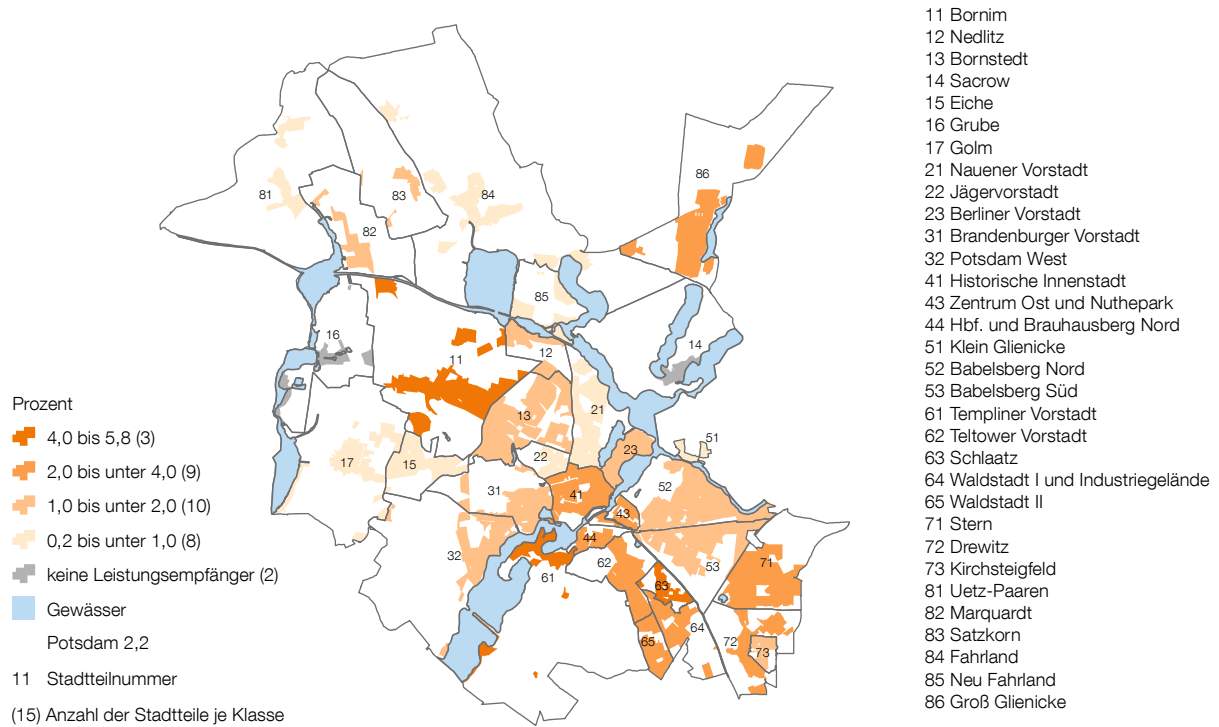 11 Bornim
12 Nedlitz
13 Bornstedt
14 Sacrow
15 Eiche
16 Grube
17 Golm
21 Nauener Vorstadt
22 Jägervorstadt
23 Berliner Vorstadt
31 Brandenburger Vorstadt
32 Potsdam West
41 Historische Innenstadt
43 Zentrum Ost und Nuthepark
44 Hbf. und Brauhausberg Nord
51 Klein Glienicke
52 Babelsberg Nord
53 Babelsberg Süd
61 Templiner Vorstadt
62 Teltower Vorstadt
63 Schlaatz
64 Waldstadt I und Industriegelände
65 Waldstadt II
71 Stern
72 Drewitz
73 Kirchsteigfeld
81 Uetz-Paaren
82 Marquardt
83 Satzkorn
84 Fahrland
85 Neu Fahrland
86 Groß Glienicke
86
81
83
84
82
85
16
14
11
12
13
21
51
23
22
17
15
31
41
52
43
44
32
61
62
53
71
63
64
65
72
73
Prozent
4,0 bis 5,8 (3)
2,0 bis unter 4,0 (9)
1,0 bis unter 2,0 (10)
0,2 bis unter 1,0 (8)
keine Leistungsempfänger (2)
Gewässer
Potsdam 2,2
11 Stadtteilnummer
(15) Anzahl der Stadtteile je Klasse